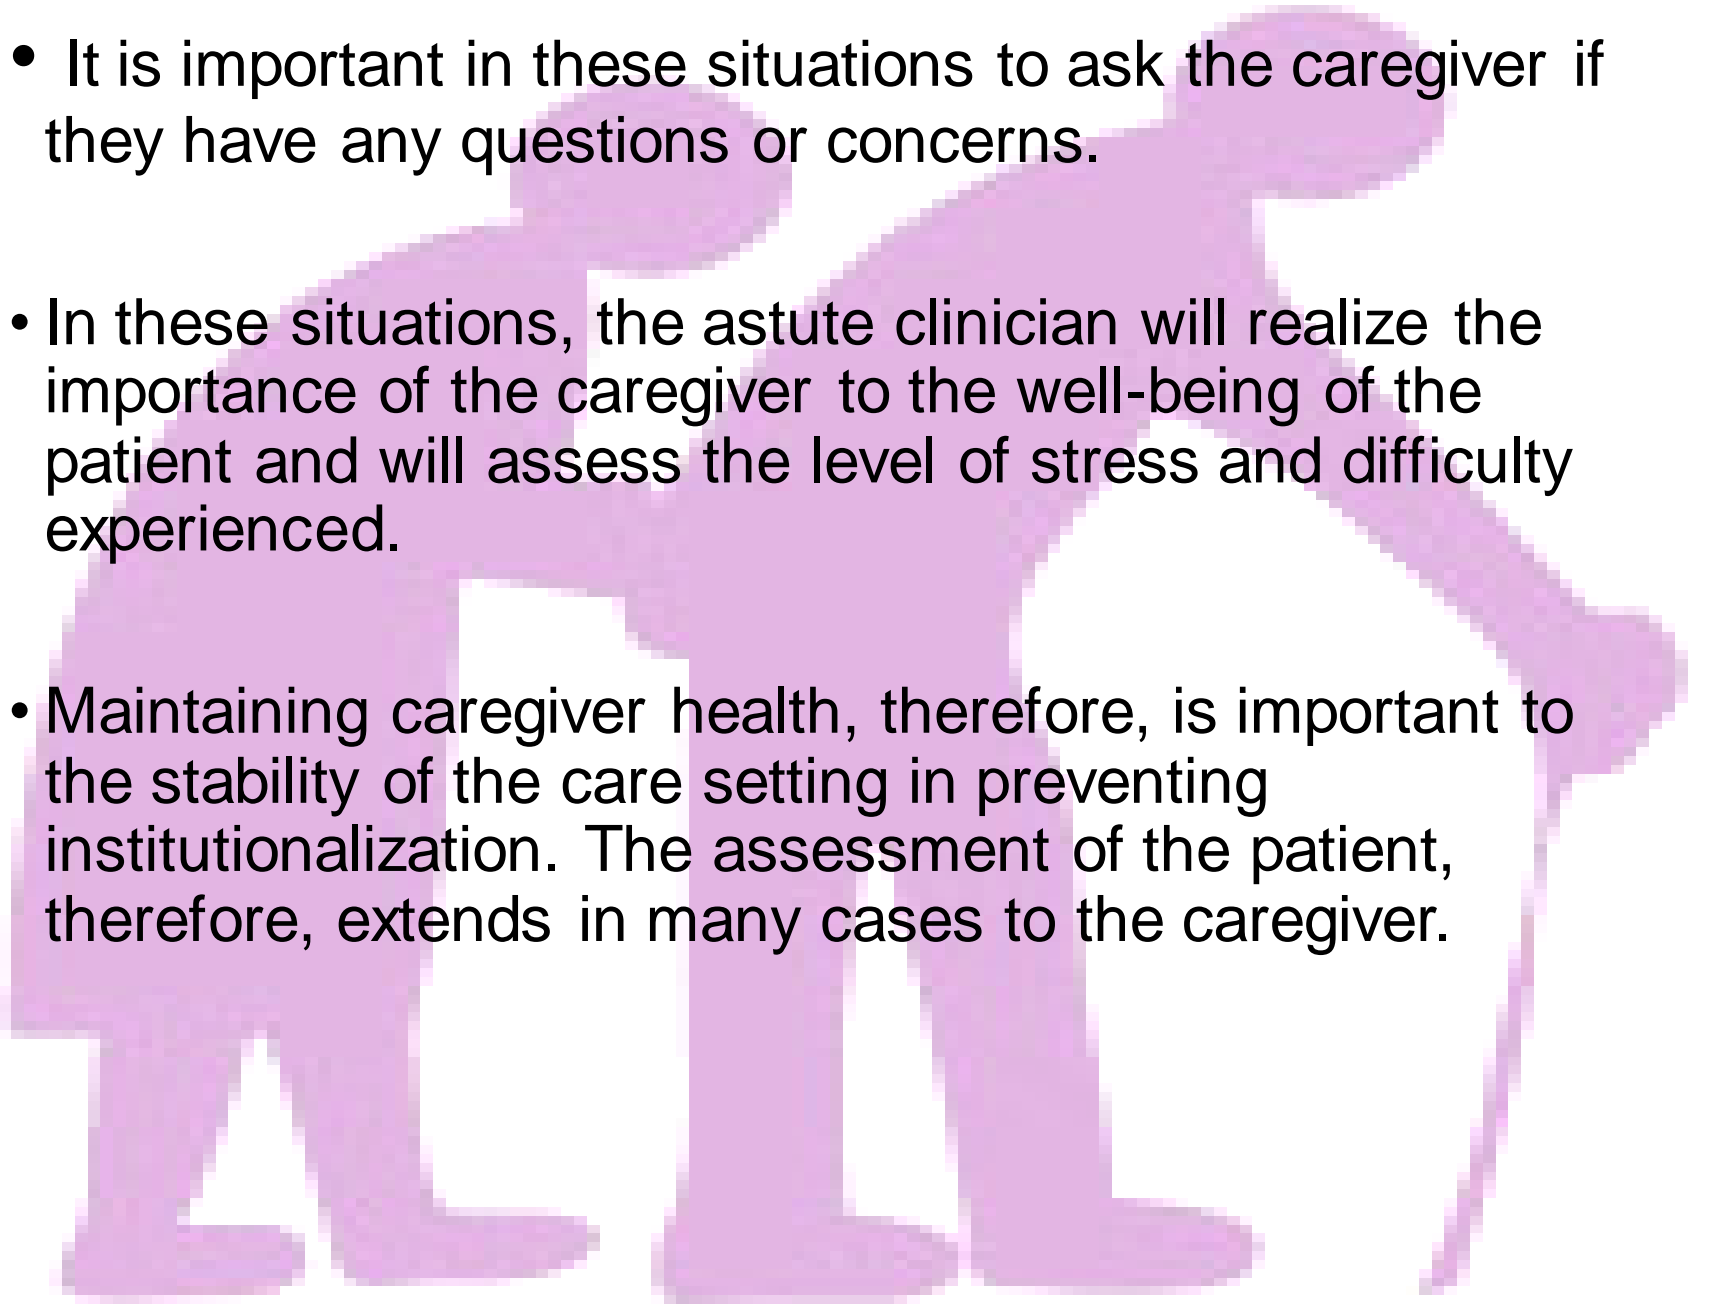 • It is important in these situations to ask the caregiver if
they have any questions or concerns.
• In these situations, the astute clinician will realize the
importance of the caregiver to the well-being of the
patient and will assess the level of stress and difficulty
experienced.
• Maintaining caregiver health, therefore, is important to
the stability of the care setting in preventing
institutionalization. The assessment of the patient,
therefore, extends in many cases to the caregiver.